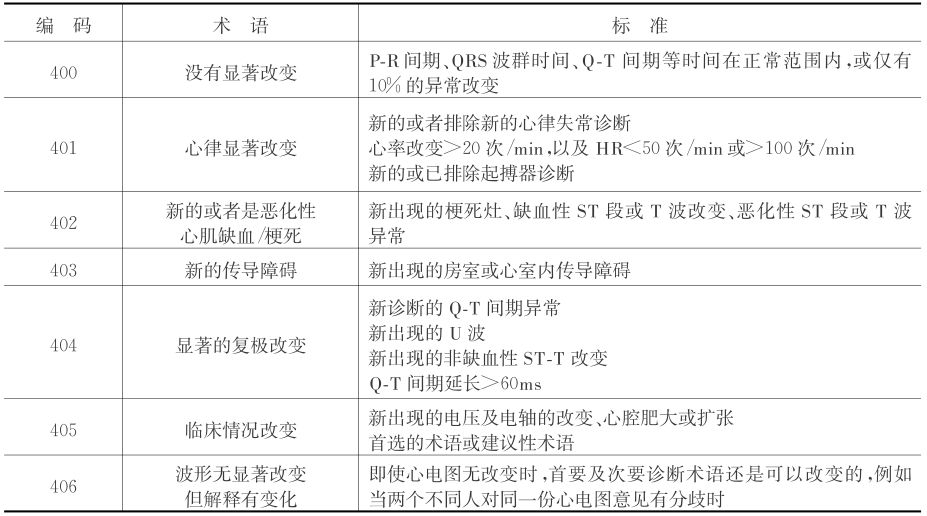 编 码 术 语 标 准
400 没有显著改变 P-R 间期、QRS 波群时间、Q-T 间期等时间在正常范围内,或仅有
10%的异常改变
401 心律显著改变 新的或者排除新的心律失常诊断
心率改变>20 次/min,以及 HR<50 次/min或>100 次/min
新的或已排除起搏器诊断
402 新的或者是恶化性
心肌缺血/梗死 新出现的梗死灶、缺血性 ST 段或 T 波改变、恶化性 ST 段或 T 波
异常
403 新的传导障碍 新出现的房室或心室内传导障碍
404 显著的复极改变 新诊断的 Q-T 间期异常
新出现的 U 波
新出现的非缺血性 ST-T 改变
Q-T 间期延长>60ms
405 临床情况改变 新出现的电压及电轴的改变、心腔肥大或扩张
首选的术语或建议性术语
406 波形无显著改变
但解释有变化 即使心电图无改变时,首要及次要诊断术语还是可以改变的,例如
当两个不同人对同一份心电图意见有分歧时